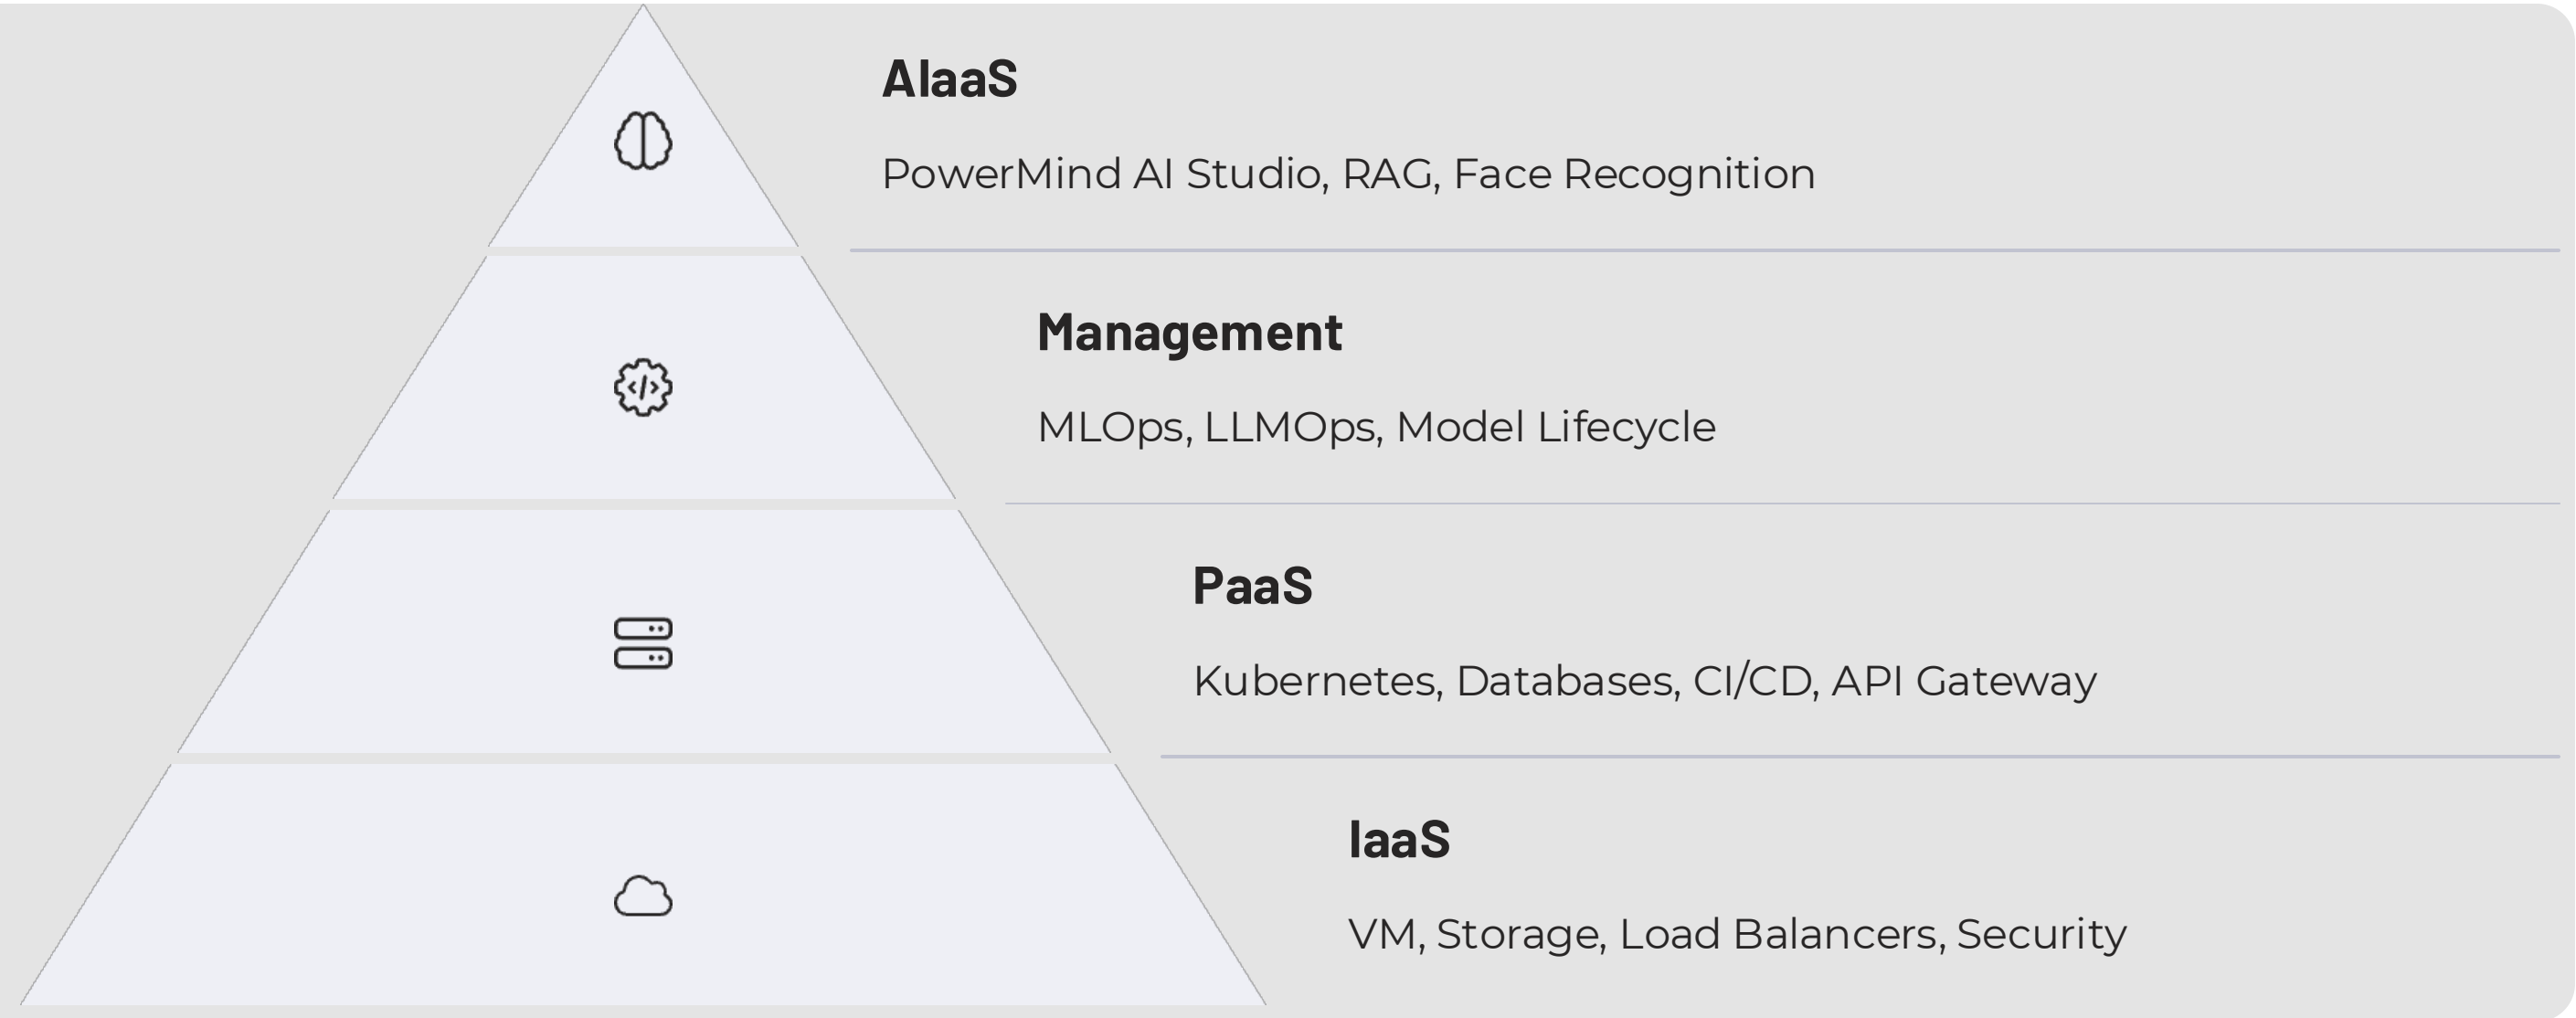 AIaaS
PowerMind AI Studio, RAG, Face Recognition
Management
MLOps, LLMOps, Model Lifecycle
PaaS
Kubernetes, Databases, CI/CD, API Gateway
IaaS
VM, Storage, Load Balancers, Security